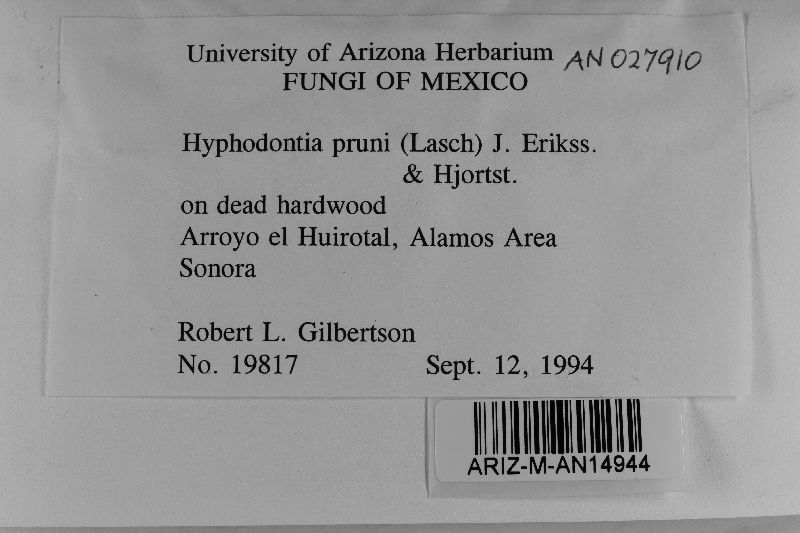 University of Arizona Herbarium AN 027910
FUNGI OF MEXICO
Hyphodontia pruni (Lasch) J. Erikss.
& Hjortst.
on dead hardwood
Arroyo el Huirotal, Alamos Area
Sonora
Robert L. Gilbertson
No. 19817 Sept. 12, 1994
ARIZ-M-AN14944